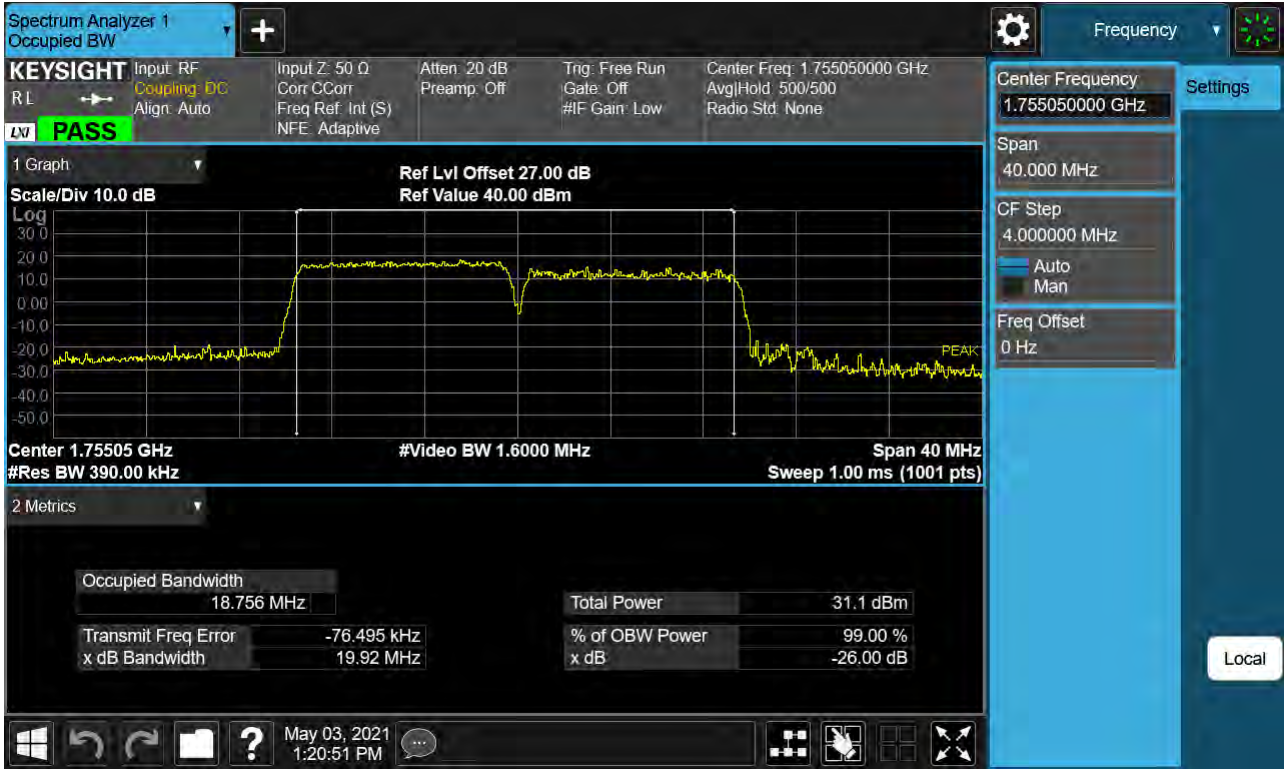 Spectrum Analyzer 1
Occupied BW
▼
+
Frequency ▼
KEYSIGHT
RL
LXI PASS
Input: RF
Coupling: DC
Align: Auto
Input Z: 50 Ω
Corr CCorr
Freq Ref: Int (S)
NFE: Adaptive
Atten: 20 dB
Preamp: Off
Trig: Free Run
Gate: Off
#IF Gain: Low
Center Freq: 1.755050000 GHz
Avg|Hold: 500/500
Radio Std: None
1 Graph ▼
Scale/Div 10.0 dB
Ref Lvl Offset 27.00 dB
Ref Value 40.00 dBm
Log
30.0
20.0
10.0
0.00
-10.0
-20.0
-30.0
-40.0
-50.0
PEAK
Center 1.75505 GHz
#Res BW 390.00 kHz
#Video BW 1.6000 MHz
Span 40 MHz
Sweep 1.00 ms (1001 pts)
2 Metrics ▼
Occupied Bandwidth
18.756 MHz
Transmit Freq Error -76.495 kHz
x dB Bandwidth 19.92 MHz
Total Power 31.1 dBm
% of OBW Power 99.00 %
x dB -26.00 dB
Center Frequency
1.755050000 GHz
Span
40.000 MHz
CF Step
4.000000 MHz
Auto
Man
Freq Offset
0 Hz
Settings
Local
?
May 03, 2021
1:20:51 PM